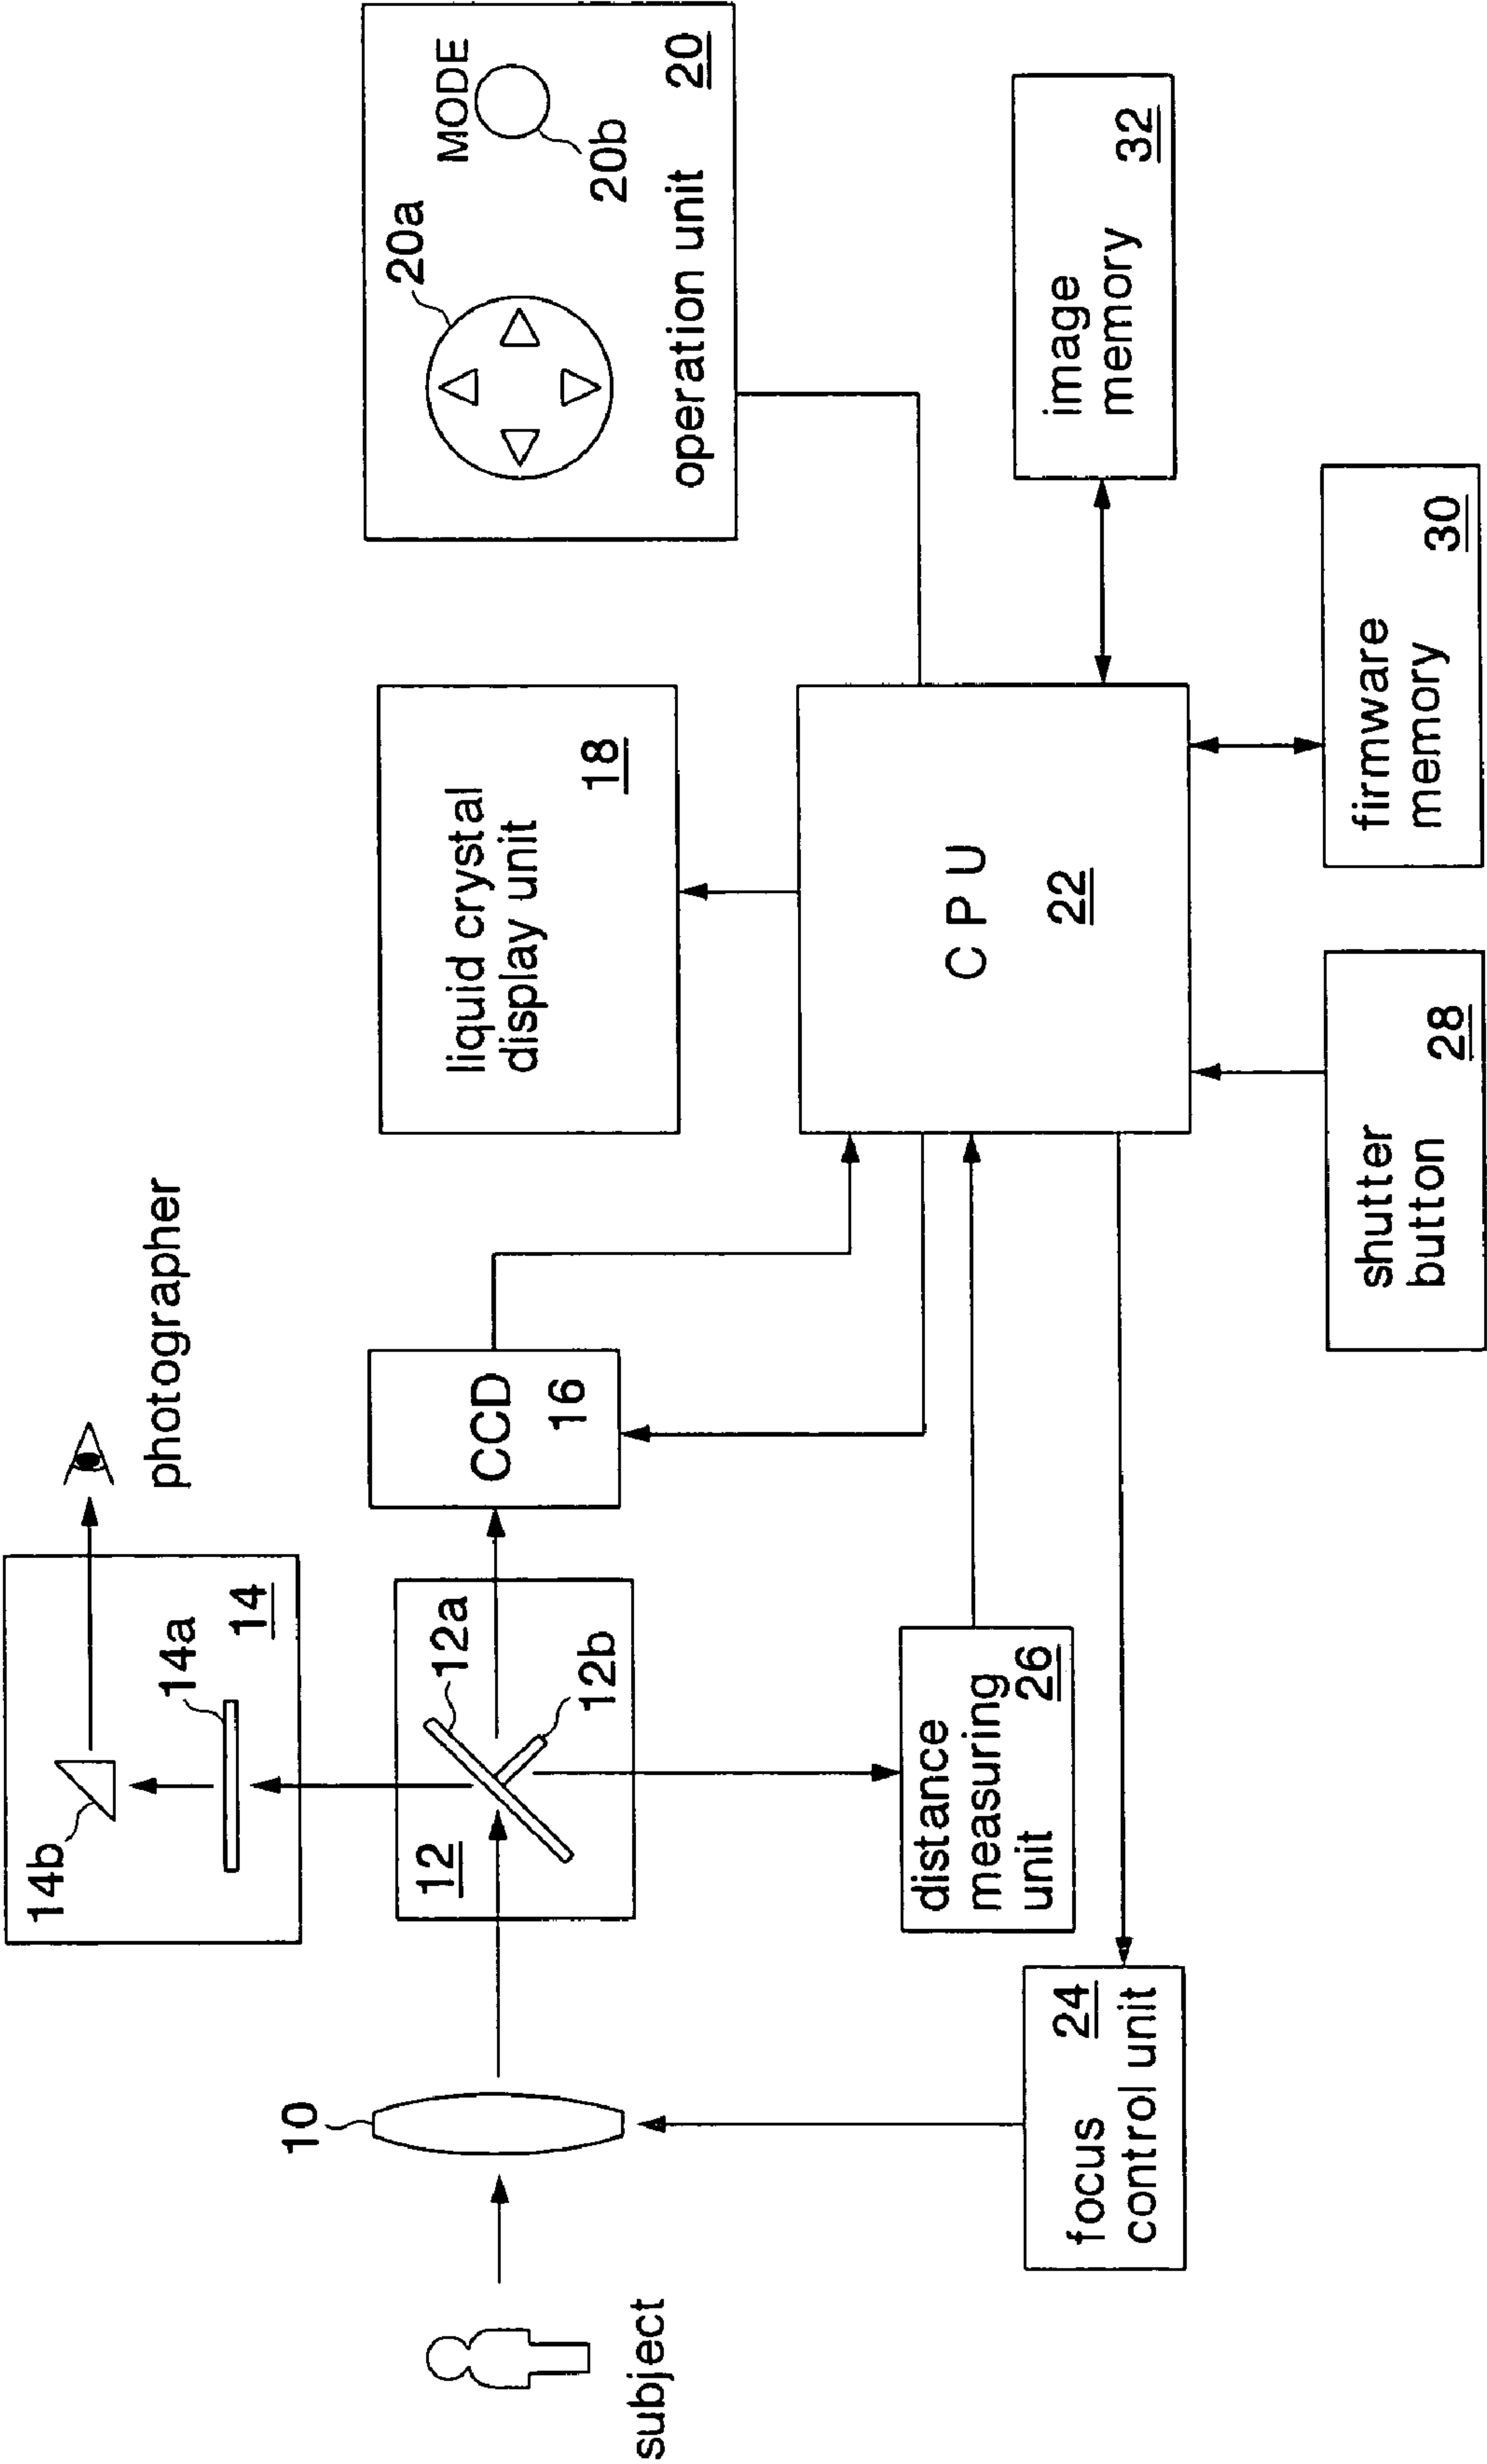 14b
14a
14
photographer
subject
10
12
12a
12b
CCD
16
liquid crystal
display unit
18
20a
MODE
20b
operation unit
20
focus
24
control unit
distance
measuring
unit
26
C P U
22
shutter
button
28
firmware
memory
30
image
memory
32